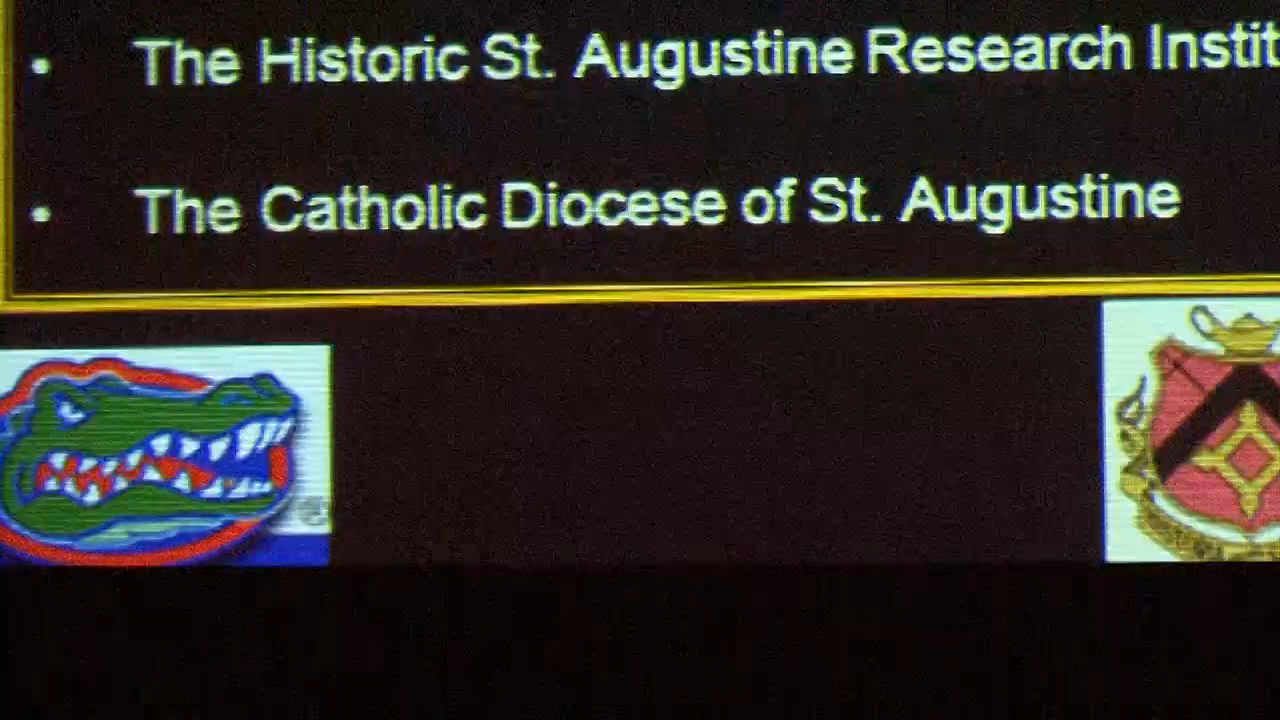 • The Historic St. Augustine Research Instit
• The Catholic Diocese of St. Augustine
®